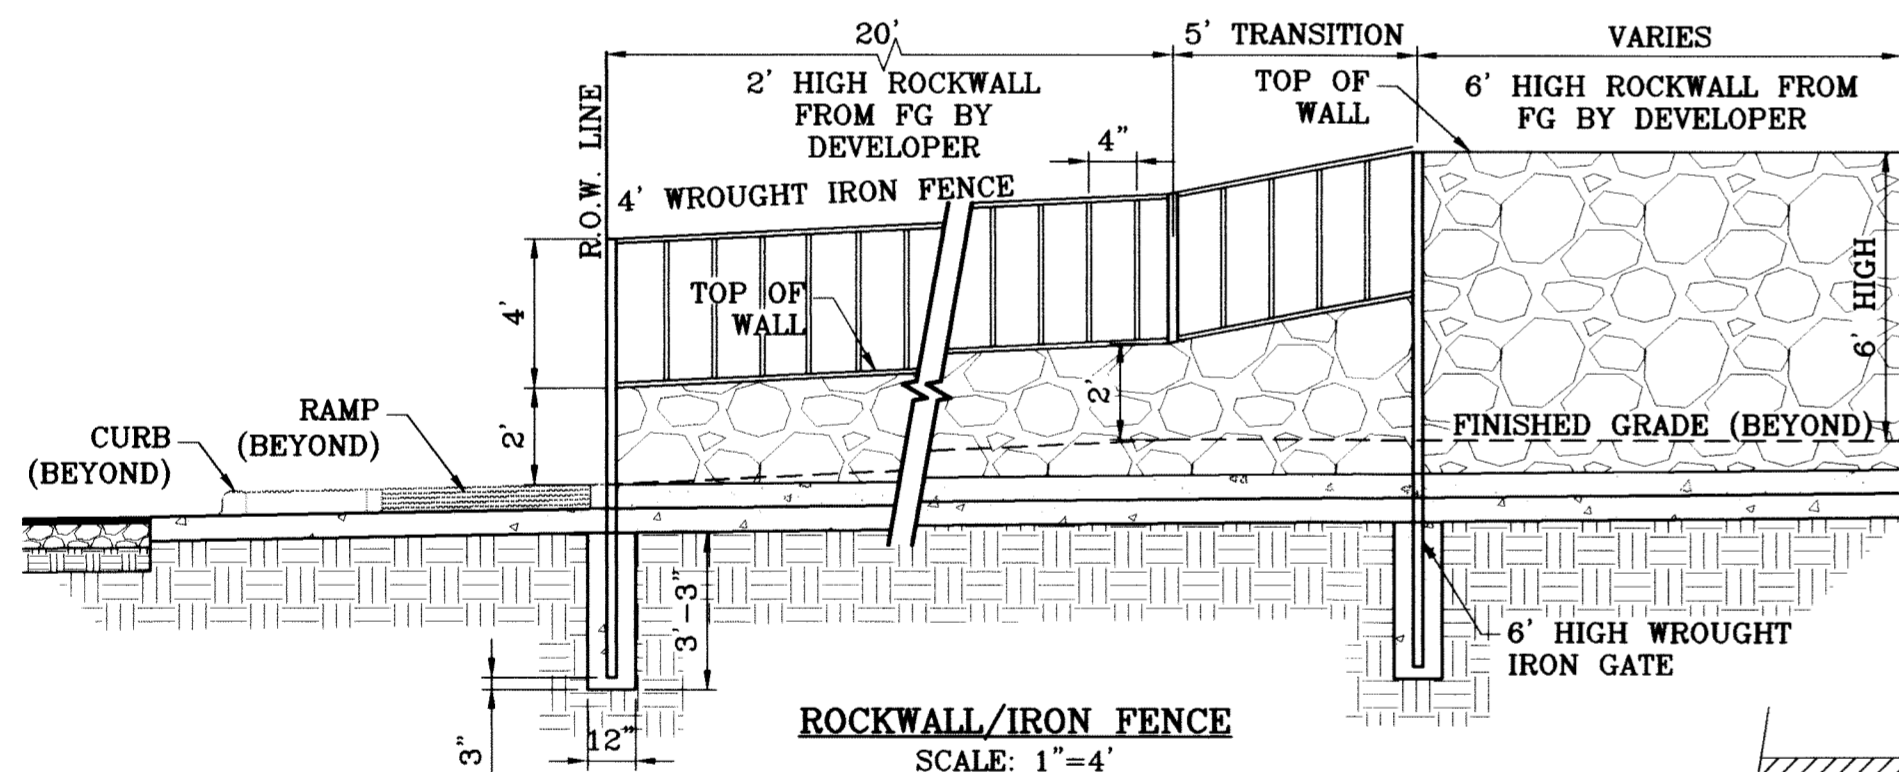 20'
5' TRANSITION
VARIES
2' HIGH ROCKWALL
FROM FG BY
DEVELOPER
TOP OF
WALL
6' HIGH ROCKWALL FROM
FG BY DEVELOPER
R.O.W. LINE
4"
4' WROUGHT IRON FENCE
4'
TOP OF
WALL
6' HIGH
2'
2'
RAMP
(BEYOND)
CURB
(BEYOND)
FINISHED GRADE (BEYOND)
3'-3"
6' HIGH WROUGHT
IRON GATE
3"
12"
ROCKWALL/IRON FENCE
SCALE: 1"=4'